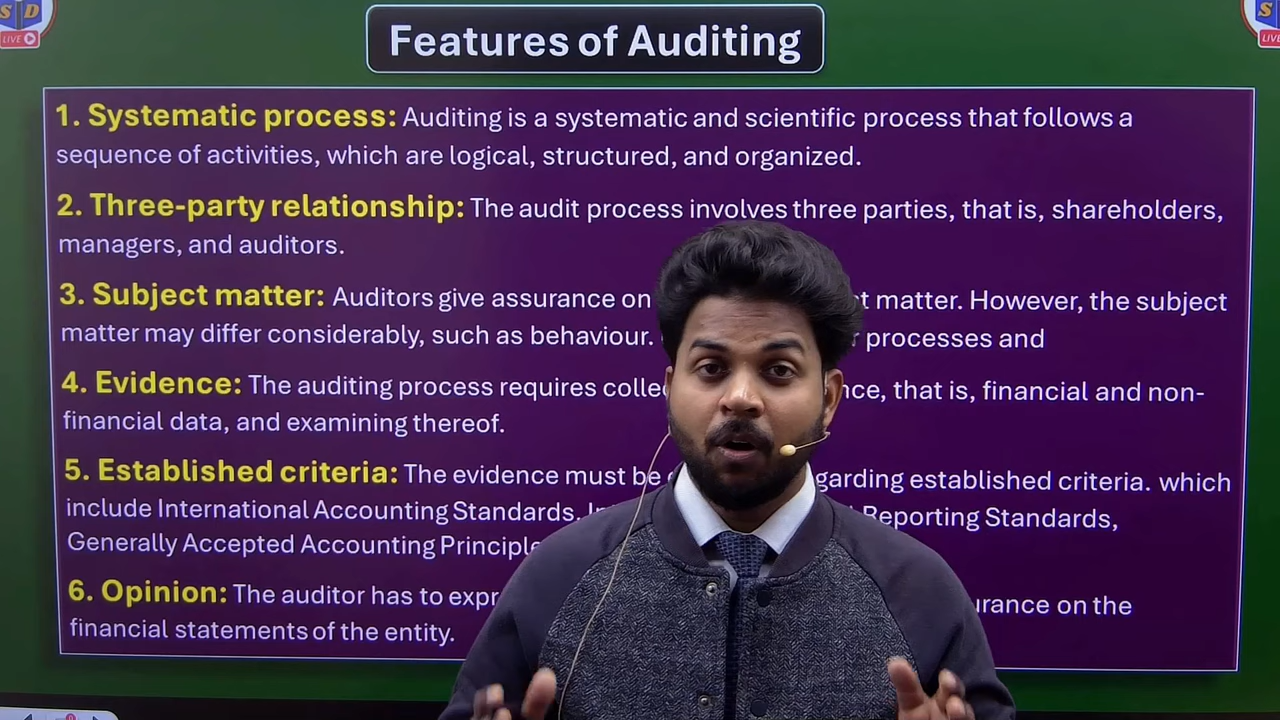 S D
LIVE
S
LIVE
Features of Auditing
1. Systematic process: Auditing is a systematic and scientific process that follows a
sequence of activities, which are logical, structured, and organized.
2. Three-party relationship: The audit process involves three parties, that is, shareholders,
managers, and auditors.
3. Subject matter: Auditors give assurance on matter. However, the subject
matter may differ considerably, such as behaviour. processes and
4. Evidence: The auditing process requires that is, financial and non-
financial data, and examining thereof.
5. Established criteria: The evidence must be established criteria. which
include International Accounting Standards, Reporting Standards,
Generally Accepted Accounting
6. Opinion: The auditor has to on the
financial statements of the entity.